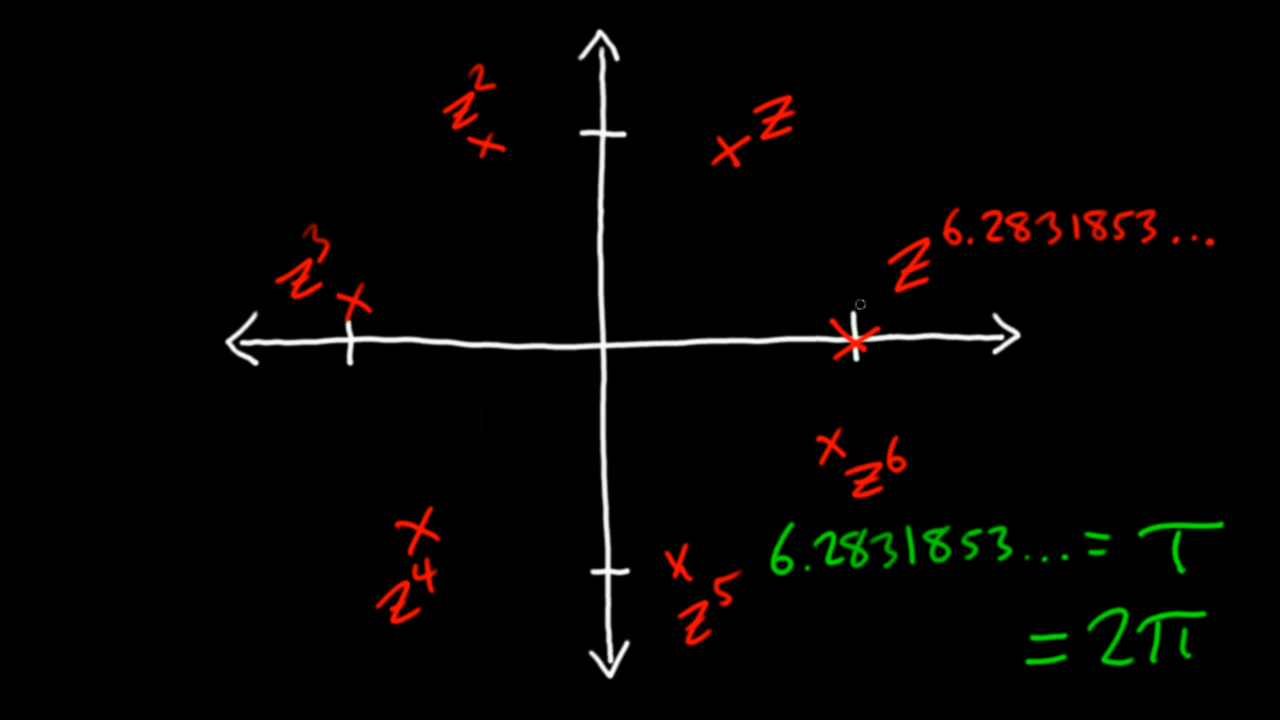 z²
z
z³
z^6.2831853...
z⁶
z⁴
z⁵
6.2831853... = τ
= 2π